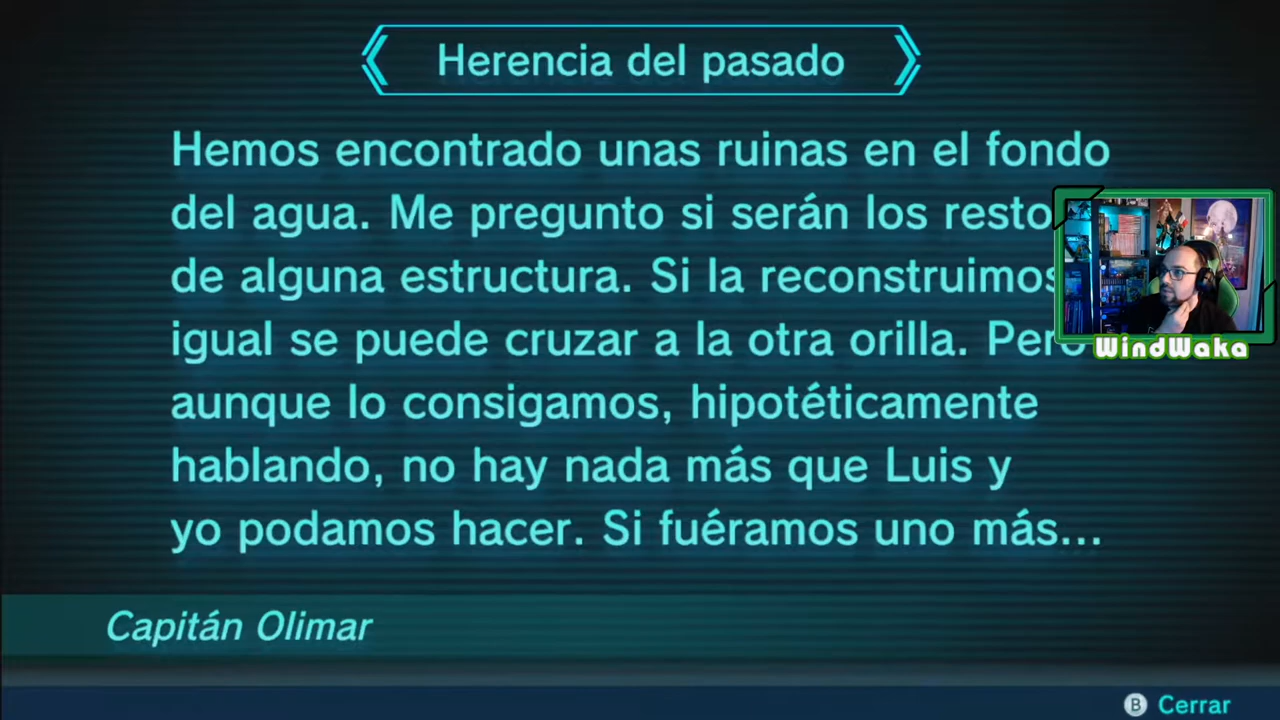 Herencia del pasado
Hemos encontrado unas ruinas en el fondo
del agua. Me pregunto si serán los resto
de alguna estructura. Si la reconstruimos
igual se puede cruzar a la otra orilla. Pero
aunque lo consigamos, hipotéticamente
hablando, no hay nada más que Luis y
yo podamos hacer. Si fuéramos uno más...
WindWaka
Capitán Olimar
B Cerrar